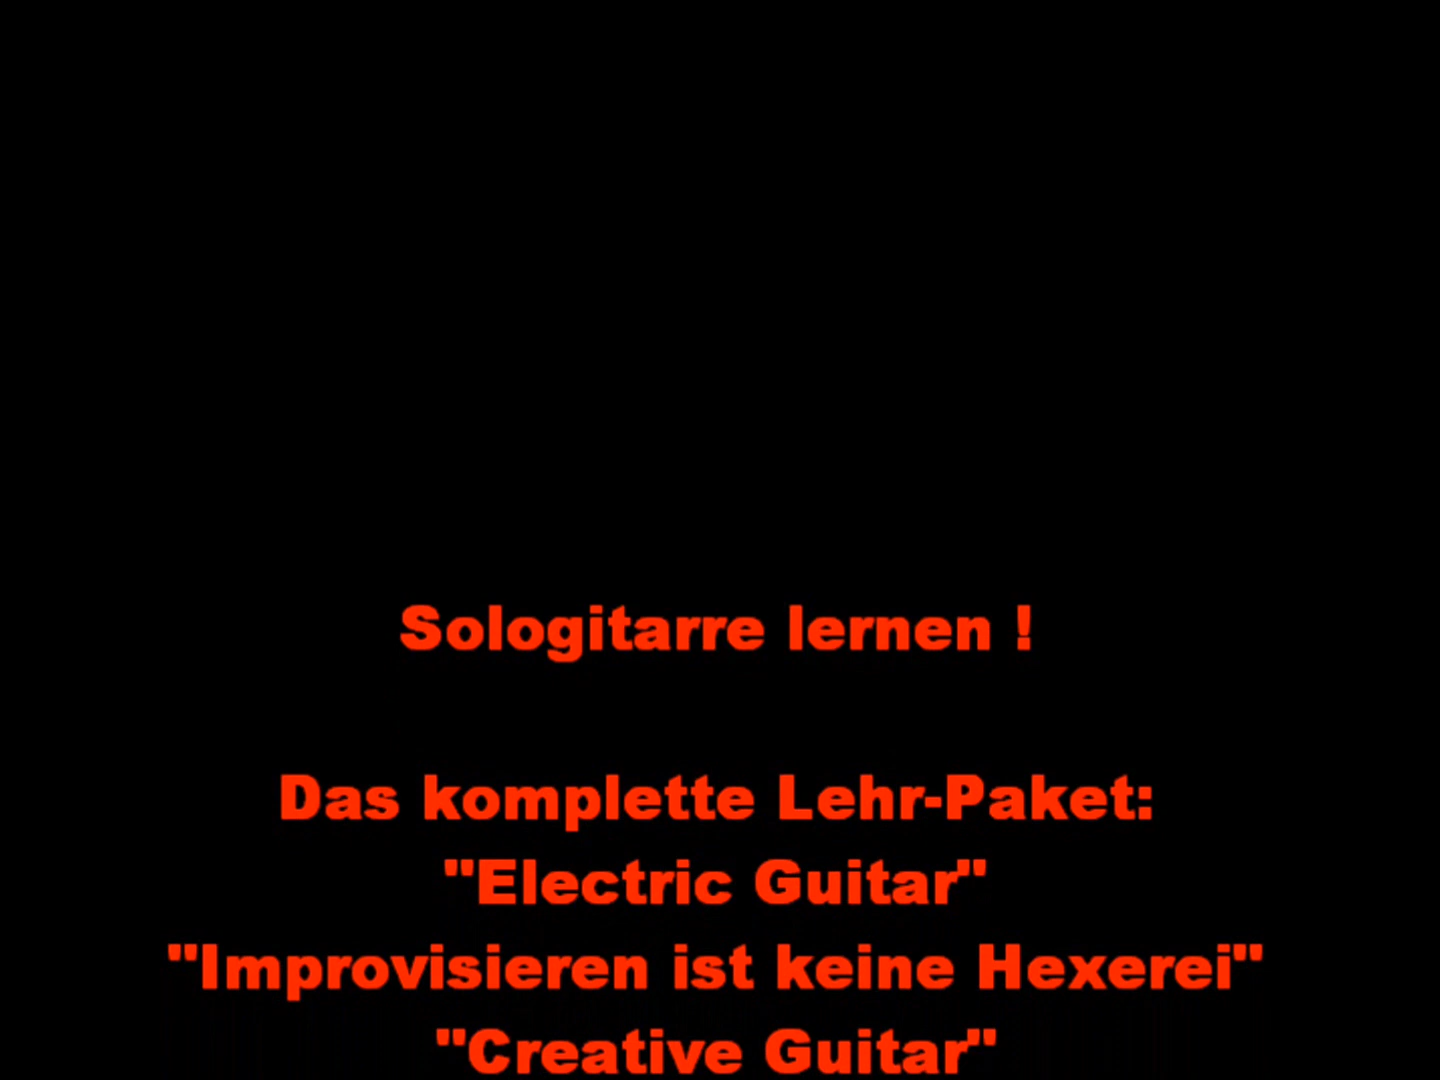 Sologitarre lernen !
Das komplette Lehr-Paket:
"Electric Guitar"
"Improvisieren ist keine Hexerei"
"Creative Guitar"